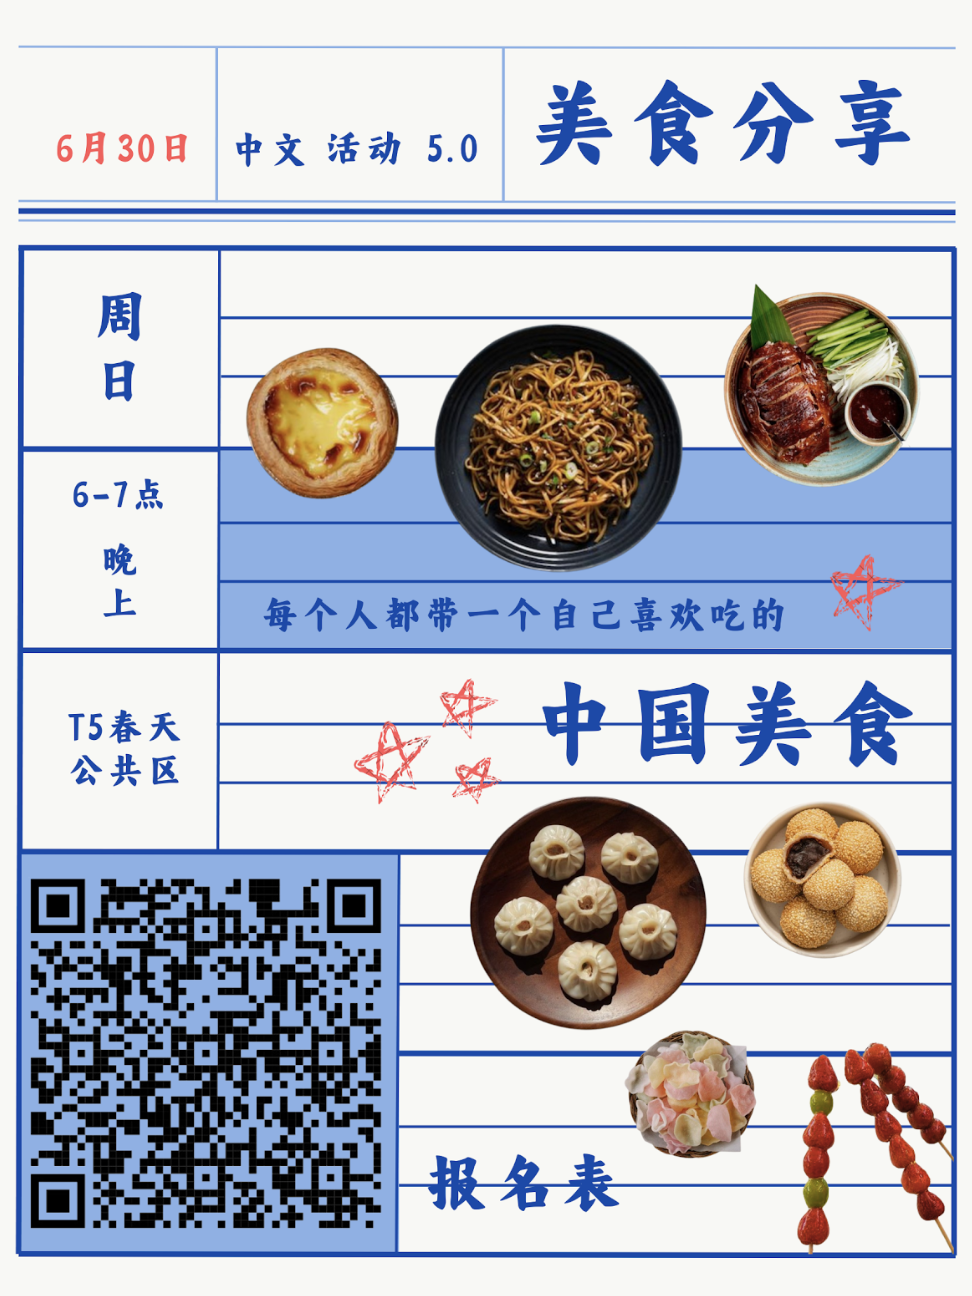 6月30日
中文 活动 5.0
美食分享
周
日
6-7点
晚
上
每个人都带一个自己喜欢吃的
T5春天
公共区
中国美食
报名表